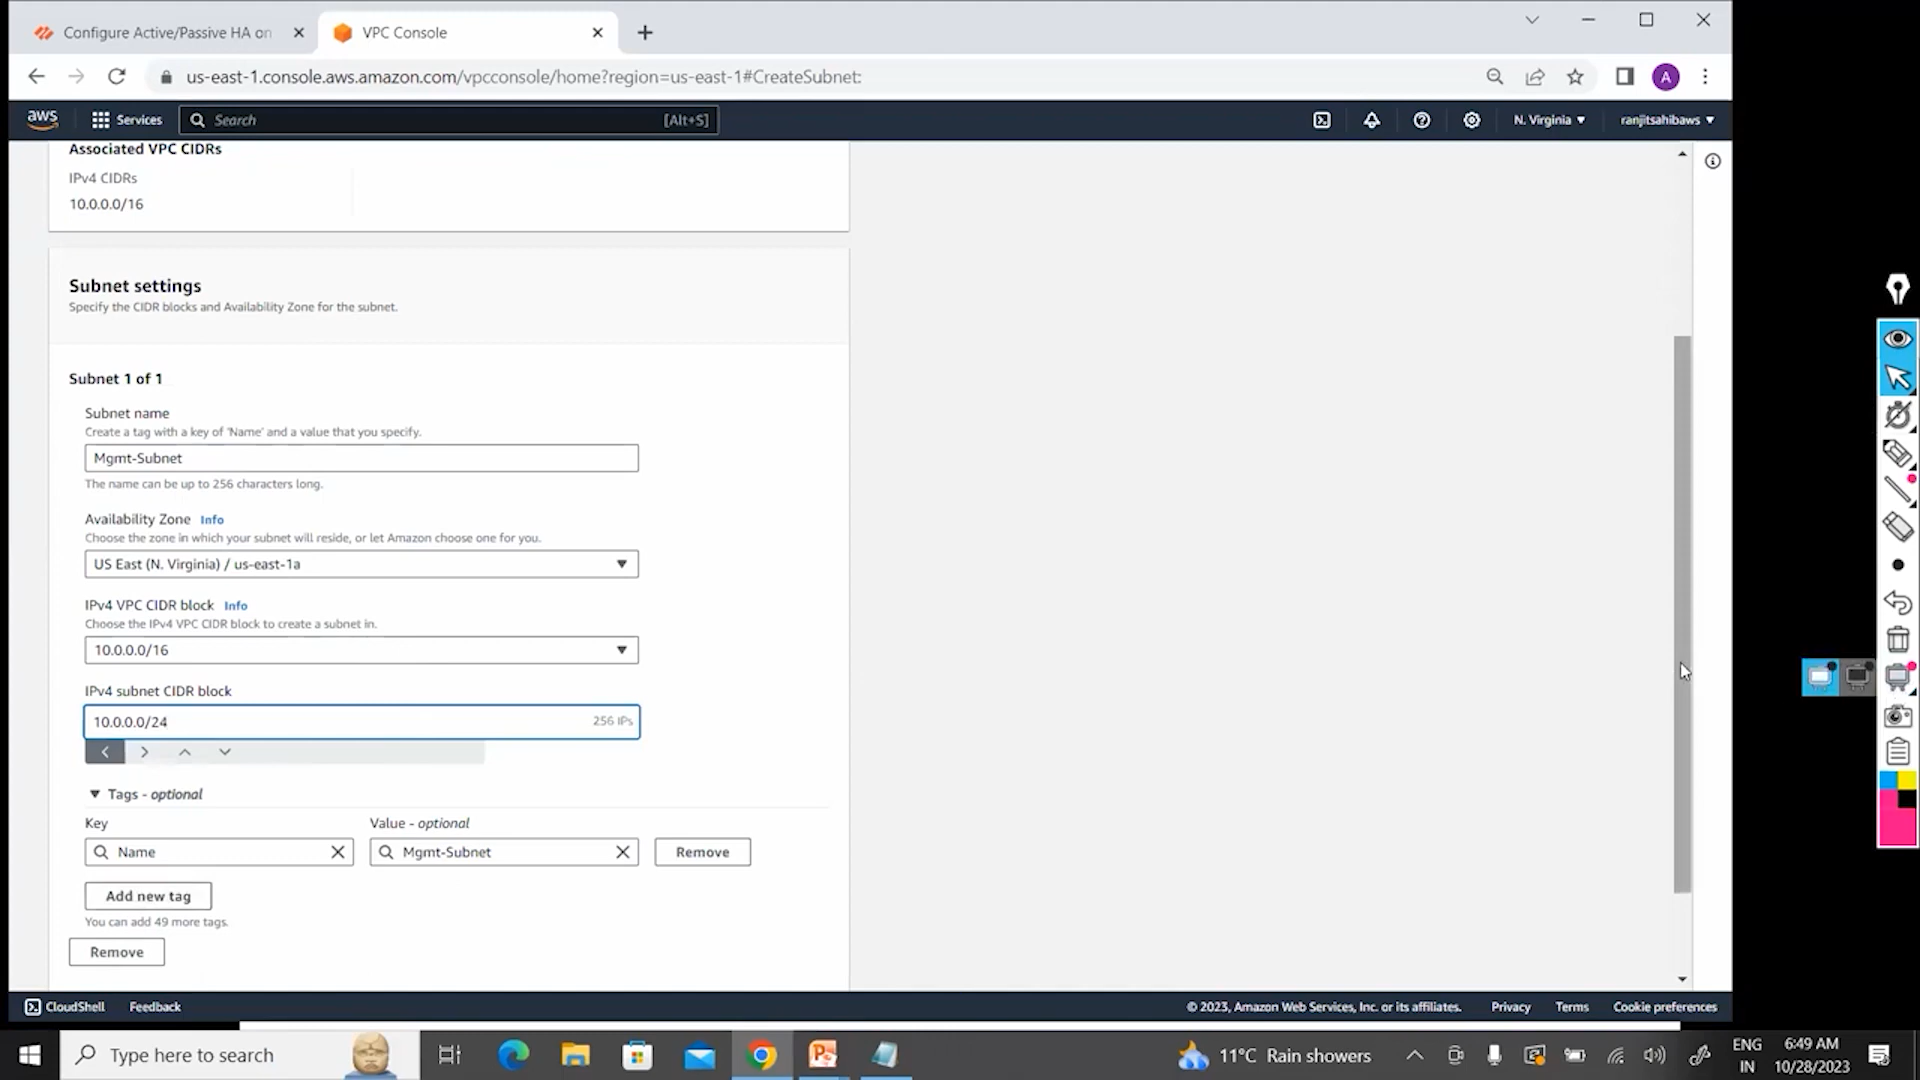 Configure Active/Passive HA on
VPC Console
us-east-1.console.aws.amazon.com/vpcconsole/home?region=us-east-1#CreateSubnet:
A
aws
Services
Search
[Alt+S]
N. Virginia
ranjitsahibaws
Associated VPC CIDRs
IPv4 CIDRs
10.0.0.0/16
Subnet settings
Specify the CIDR blocks and Availability Zone for the subnet.
Subnet 1 of 1
Subnet name
Create a tag with a key of 'Name' and a value that you specify.
Mgmt-Subnet
The name can be up to 256 characters long.
Availability Zone Info
Choose the zone in which your subnet will reside, or let Amazon choose one for you.
US East (N. Virginia) / us-east-1a
IPv4 VPC CIDR block Info
Choose the IPv4 VPC CIDR block to create a subnet in.
10.0.0.0/16
IPv4 subnet CIDR block
10.0.0.0/24
256 IPs
Tags - optional
Key
Value - optional
Name
Mgmt-Subnet
Remove
Add new tag
You can add 49 more tags.
Remove
CloudShell
Feedback
© 2023, Amazon Web Services, Inc. or its affiliates.
Privacy
Terms
Cookie preferences
Type here to search
11°C Rain showers
ENG
IN
6:49 AM
10/28/2023